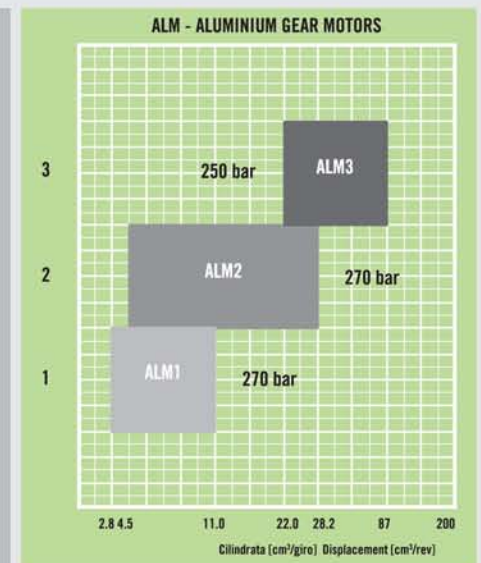 ALM - ALUMINIUM GEAR MOTORS
3
250 bar
ALM3
2
ALM2
270 bar
1
ALM1
270 bar
2.8 4.5 11.0 22.0 28.2 87 200
Cilindrata [cm³/giro] Displacement [cm³/rev]